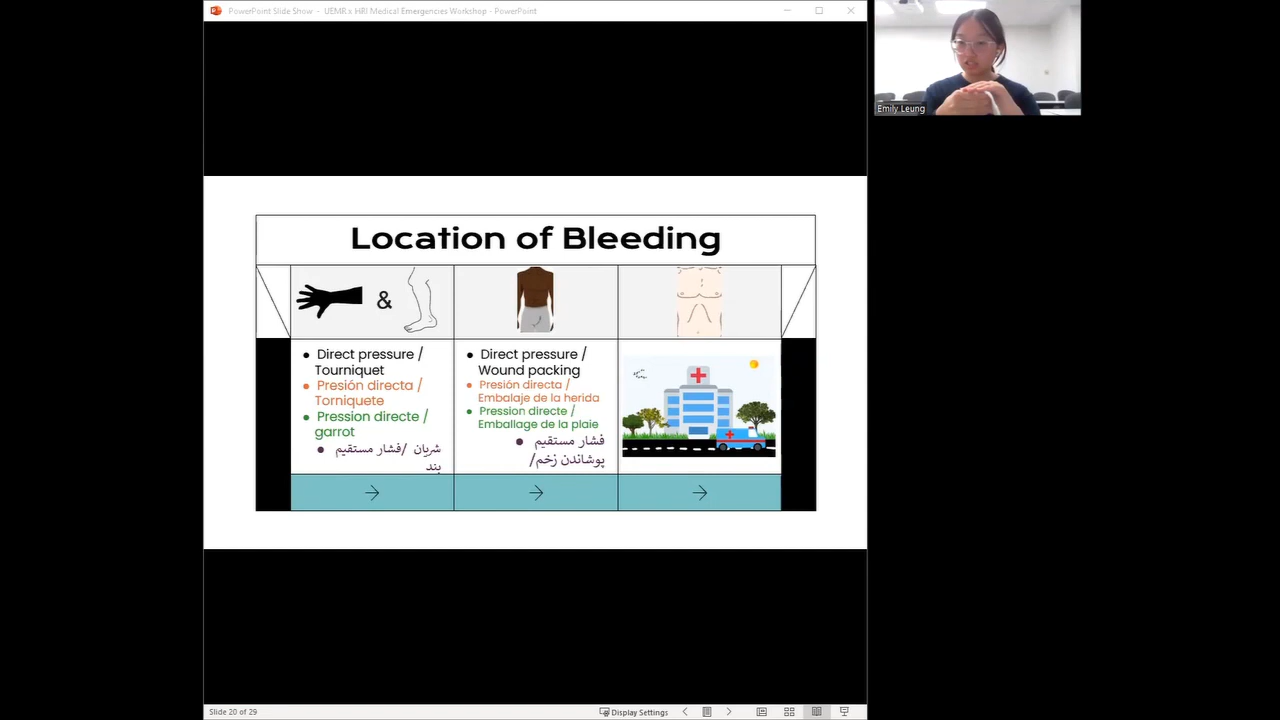 PowerPoint Slide Show - UEMR x HIRI Medical Emergencies Workshop - PowerPoint
Emily Leung
Location of Bleeding
&
Direct pressure /
Tourniquet
Presión directa /
Torniquete
Pression directe /
garrot
شریان /فشار مستقیم
بند
Direct pressure /
Wound packing
Presión directa /
Embalaje de la herida
Pression directe /
Emballage de la plaie
فشار مستقیم
/پوشاندن زخم
Slide 20 of 29
Display Settings